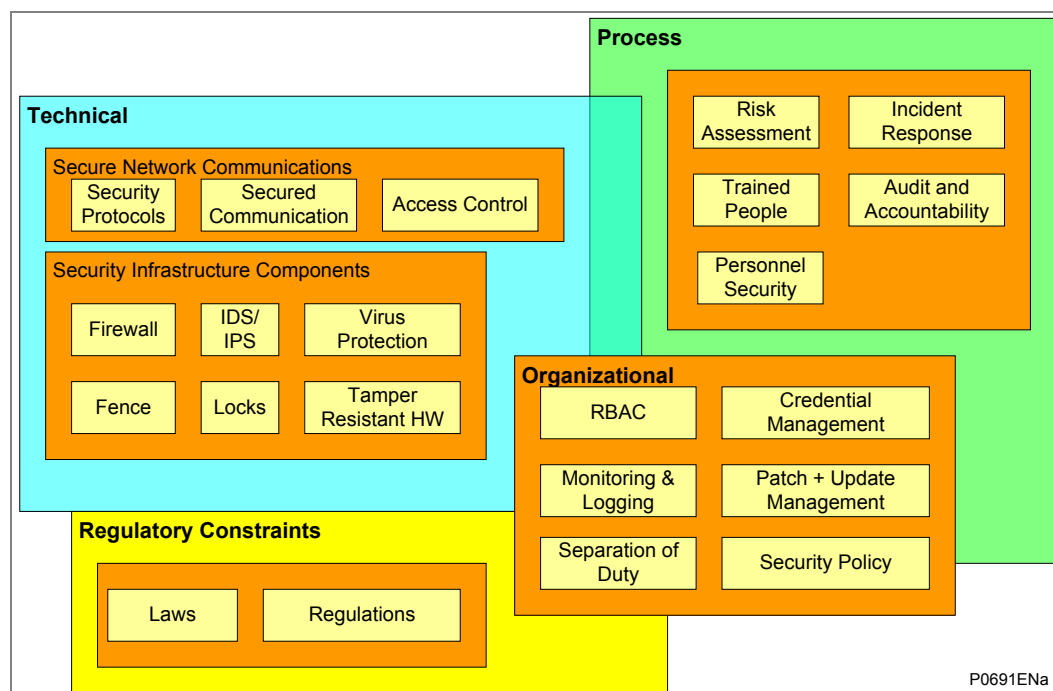 Process
Risk
Assessment
Incident
Response
Trained
People
Audit and
Accountability
Personnel
Security
Technical
Secure Network Communications
Security
Protocols
Secured
Communication
Access Control
Security Infrastructure Components
Firewall
IDS/
IPS
Virus
Protection
Fence
Locks
Tamper
Resistant HW
Organizational
RBAC
Credential
Management
Monitoring &
Logging
Patch + Update
Management
Separation of
Duty
Security Policy
Regulatory Constraints
Laws
Regulations
P0691ENa